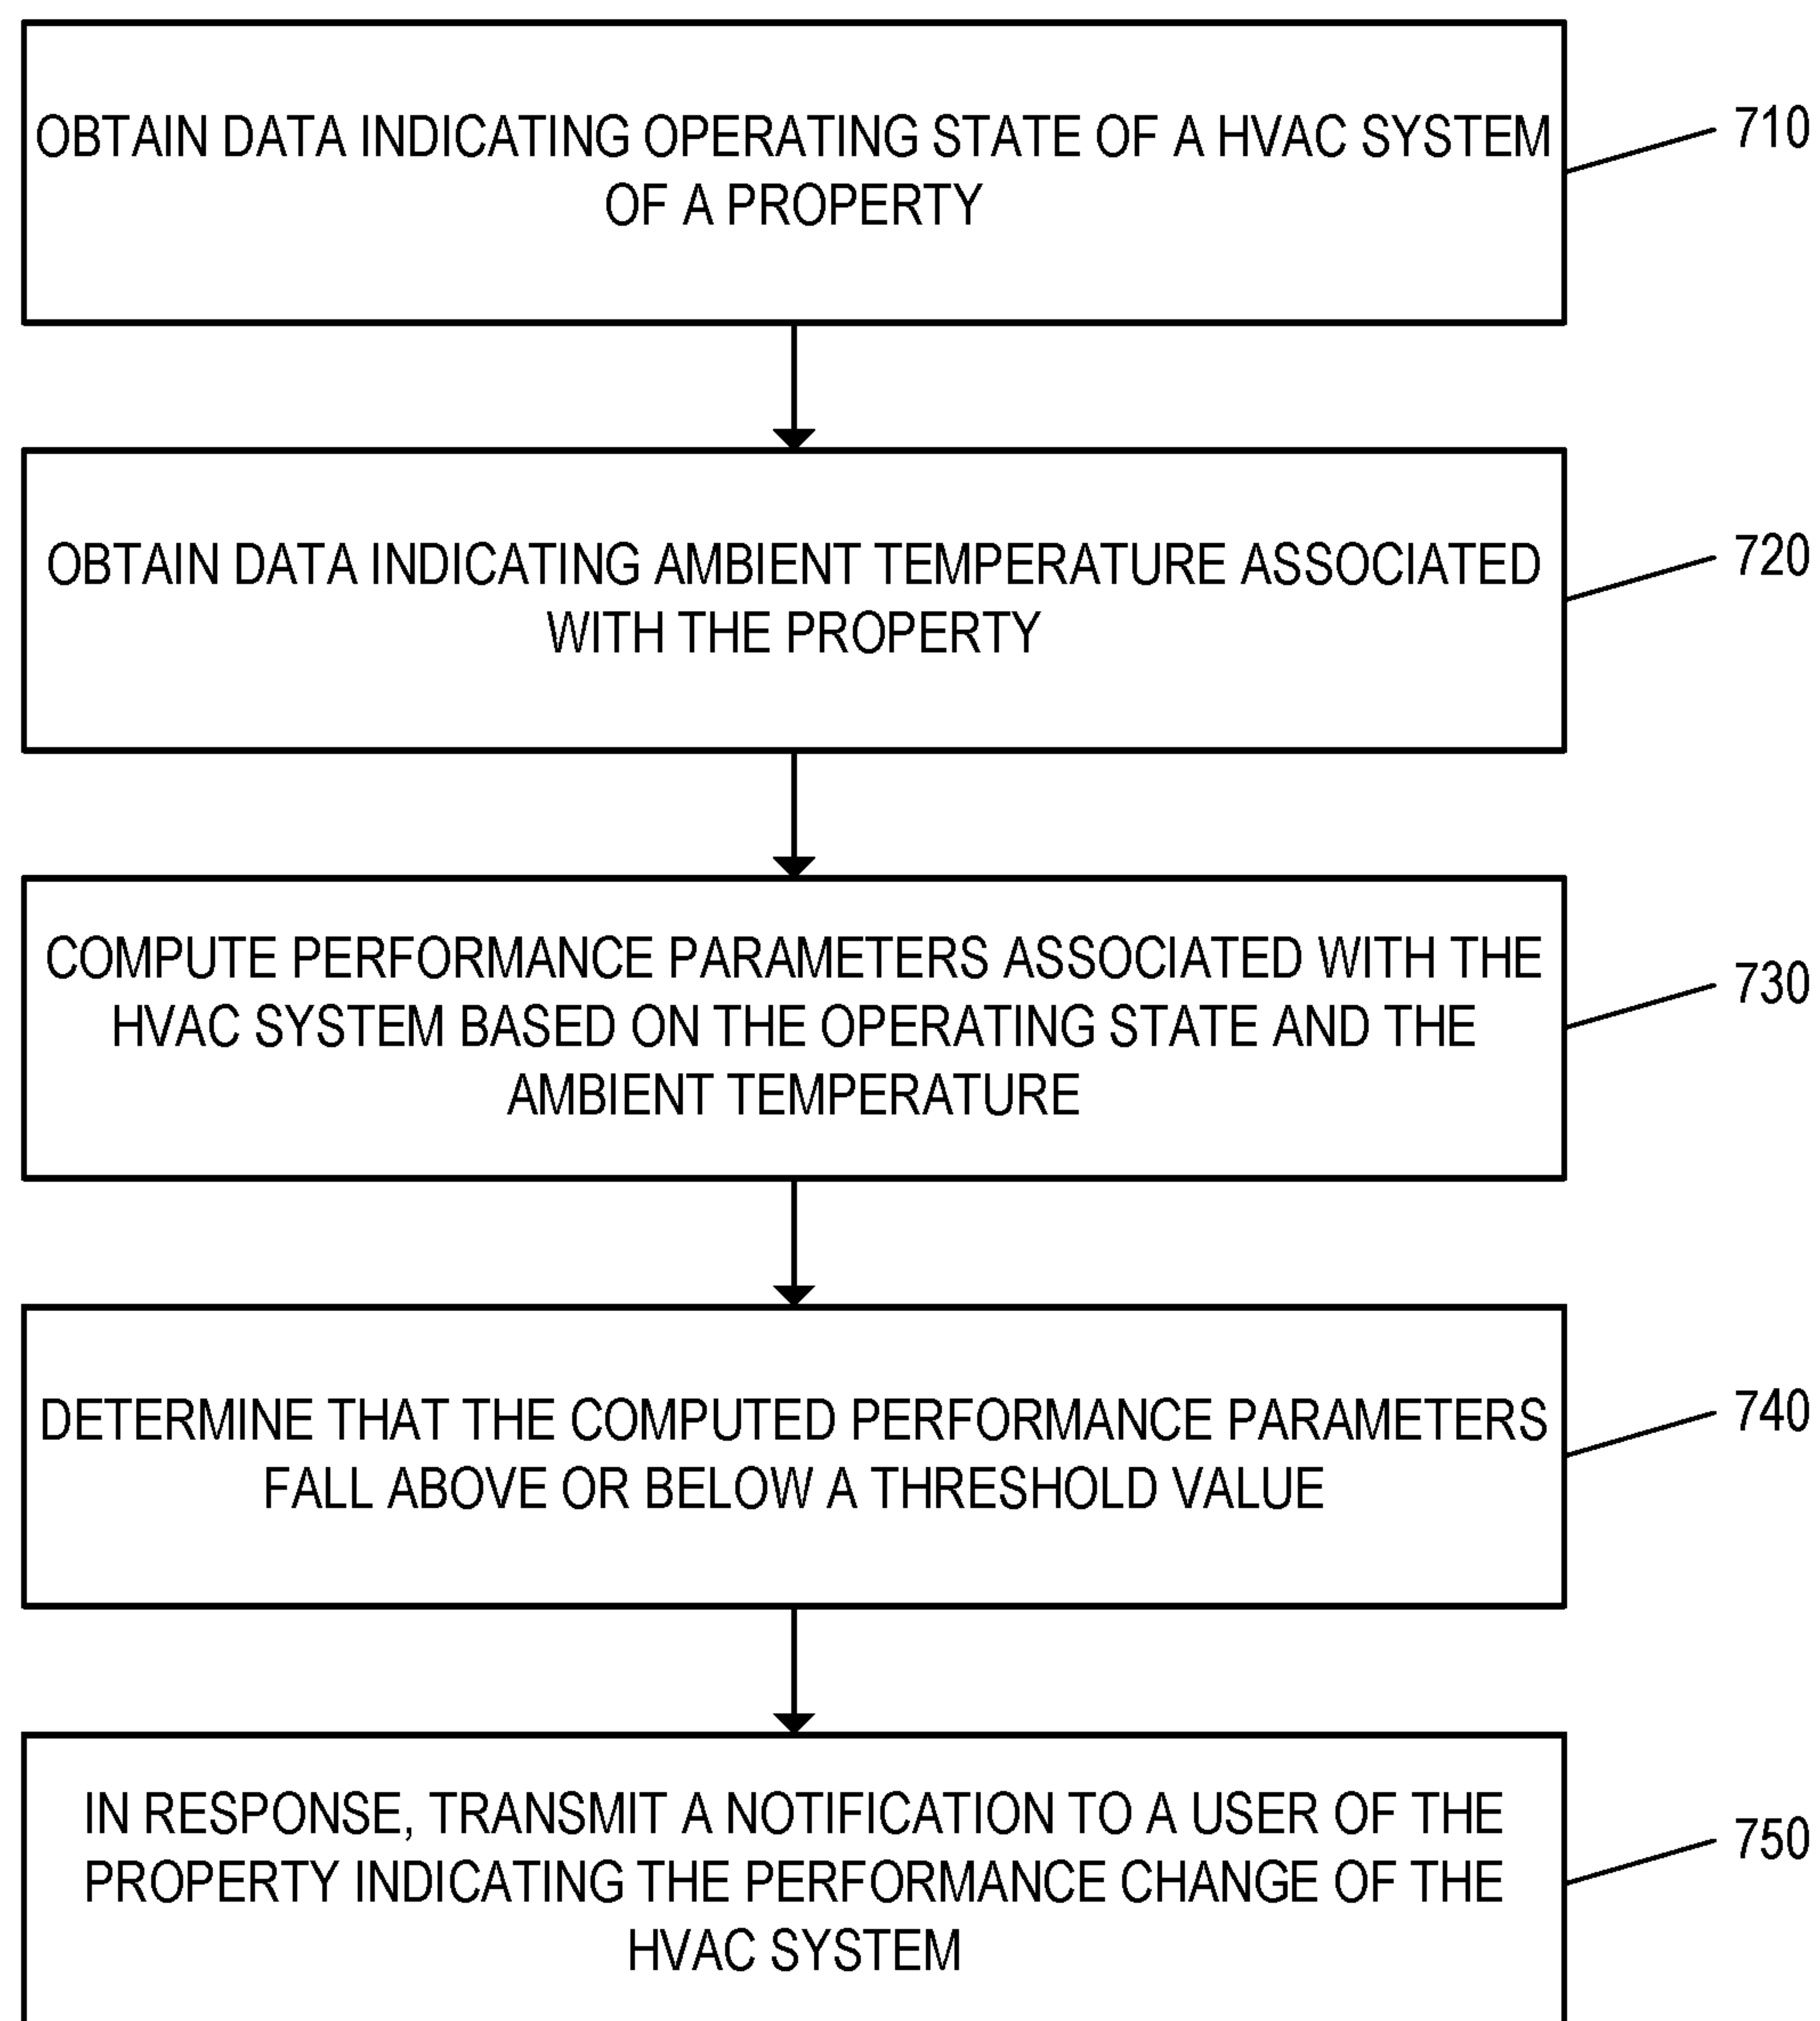 OBTAIN DATA INDICATING OPERATING STATE OF A HVAC SYSTEM
OF A PROPERTY
710
OBTAIN DATA INDICATING AMBIENT TEMPERATURE ASSOCIATED
WITH THE PROPERTY
720
COMPUTE PERFORMANCE PARAMETERS ASSOCIATED WITH THE
HVAC SYSTEM BASED ON THE OPERATING STATE AND THE
AMBIENT TEMPERATURE
730
DETERMINE THAT THE COMPUTED PERFORMANCE PARAMETERS
FALL ABOVE OR BELOW A THRESHOLD VALUE
740
IN RESPONSE, TRANSMIT A NOTIFICATION TO A USER OF THE
PROPERTY INDICATING THE PERFORMANCE CHANGE OF THE
HVAC SYSTEM
750